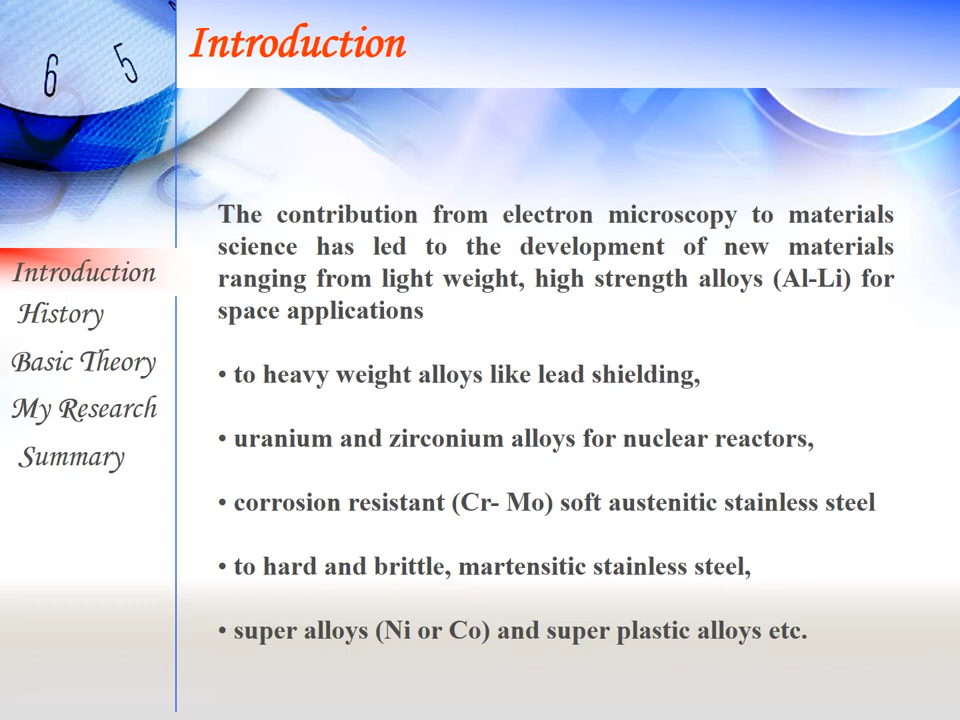 Introduction
6 5
The contribution from electron microscopy to materials
science has led to the development of new materials
ranging from light weight, high strength alloys (Al-Li) for
space applications
• to heavy weight alloys like lead shielding,
• uranium and zirconium alloys for nuclear reactors,
• corrosion resistant (Cr- Mo) soft austenitic stainless steel
• to hard and brittle, martensitic stainless steel,
• super alloys (Ni or Co) and super plastic alloys etc.
Introduction
History
Basic Theory
My Research
Summary